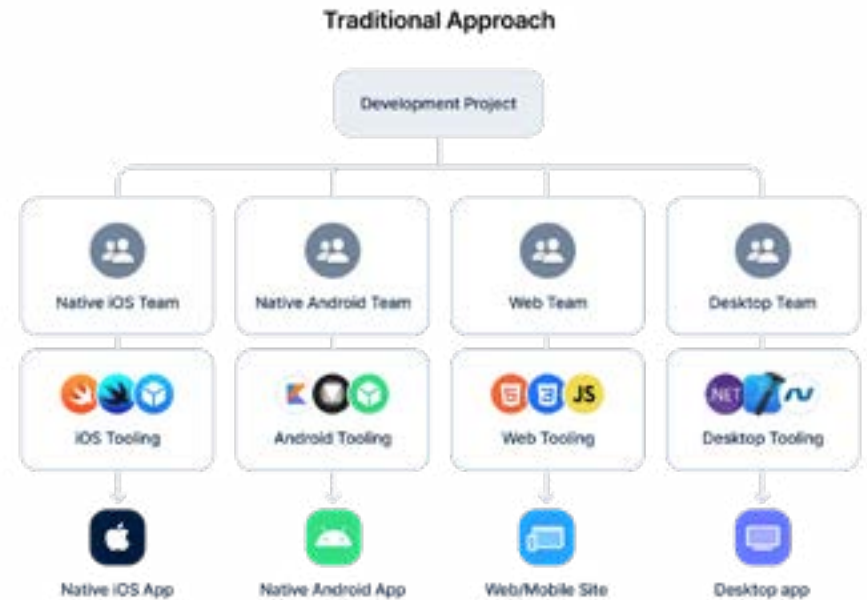 Traditional Approach
Development Project
Native iOS Team
Native Android Team
Web Team
Desktop Team
JS
.NET
iOS Tooling
Android Tooling
Web Tooling
Desktop Tooling
Native iOS App
Native Android App
Web/Mobile Site
Desktop app